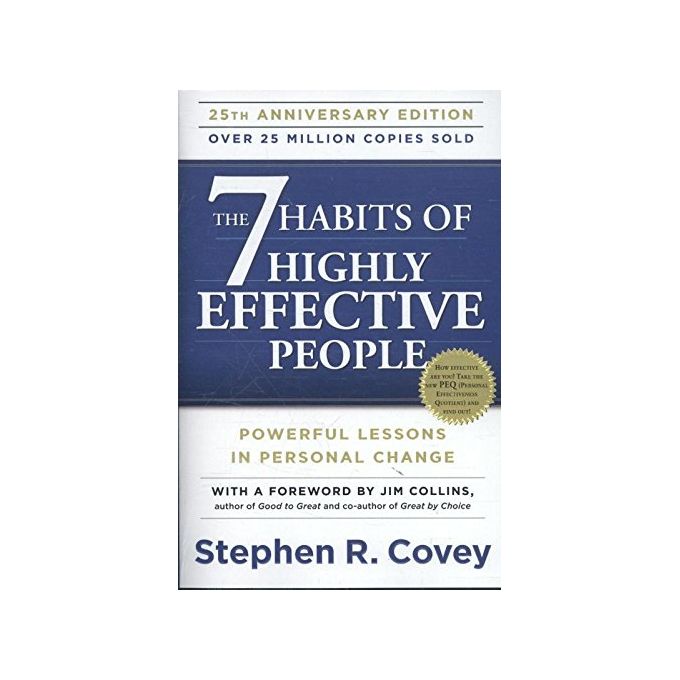 25TH ANNIVERSARY EDITION
OVER 25 MILLION COPIES SOLD
THE 7 HABITS OF
HIGHLY
EFFECTIVE
PEOPLE
HOW EFFECTIVE
ARE YOU? TAKE THE
NEW PEQ (PERSONAL
EFFECTIVENESS
QUOTIENT) AND
FIND OUT!
POWERFUL LESSONS
IN PERSONAL CHANGE
WITH A FOREWORD BY JIM COLLINS,
author of Good to Great and co-author of Great by Choice
Stephen R. Covey